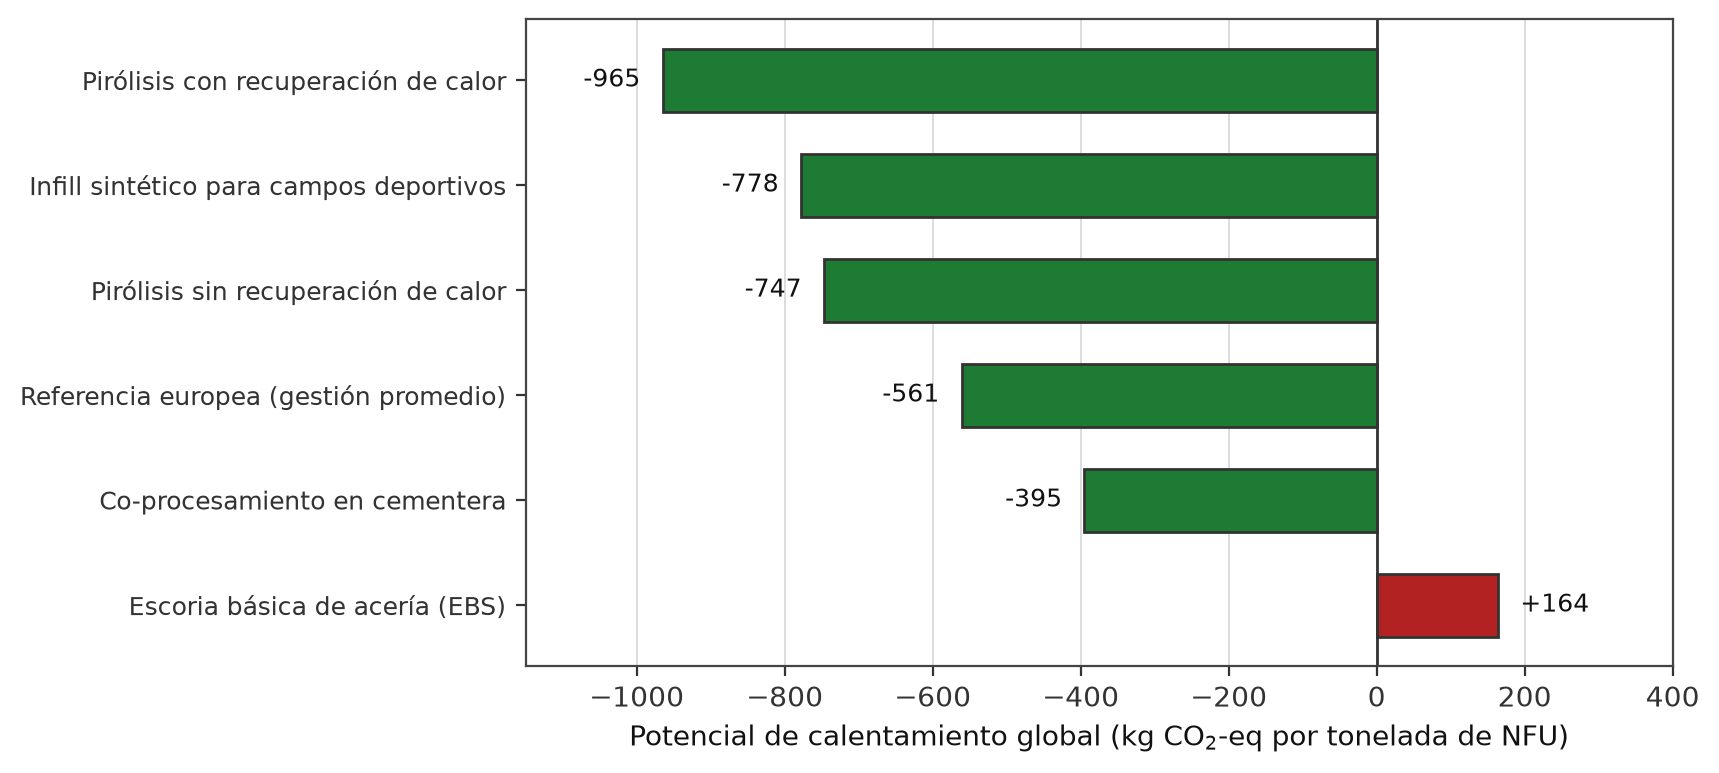 Pirólisis con recuperación de calor
-965
Infill sintético para campos deportivos
-778
Pirólisis sin recuperación de calor
-747
Referencia europea (gestión promedio)
-561
Co-procesamiento en cementera
-395
Escoria básica de acería (EBS)
+164
−1000 −800 −600 −400 −200 0 200 400
Potencial de calentamiento global (kg CO₂-eq por tonelada de NFU)